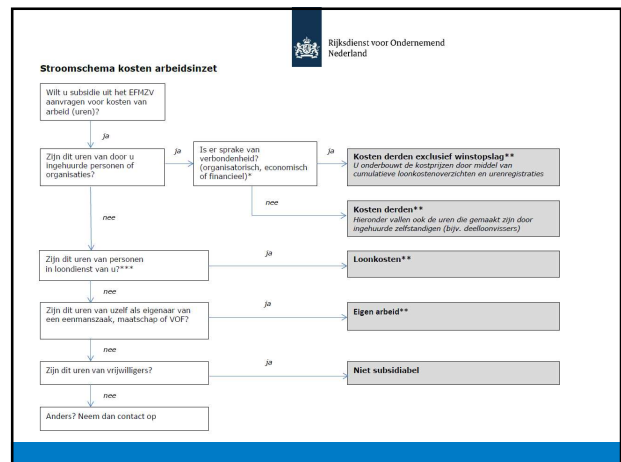 Rijksdienst voor Ondernemend
Nederland
Stroomschema kosten arbeidsinzet
Wilt u subsidie uit het EFMZV
aanvragen voor kosten van
arbeid (uren)?
ja
Zijn dit uren van door u
ingehuurde personen of
organisaties?
ja
Is er sprake van
verbondenheid?
(organisatorisch, economisch
of financieel)*
ja
Kosten derden exclusief winstopslag**
U onderbouwt de kostprijzen door middel van
cumulatieve loonkostenoverzichten en urenregistraties
nee
Kosten derden**
Hieronder vallen ook de uren die gemaakt zijn door
ingehuurde zelfstandigen (bijv. deelloonvissers)
nee
Zijn dit uren van personen
in loondienst van u?***
ja
Loonkosten**
nee
Zijn dit uren van uzelf als eigenaar van
een eenmanszaak, maatschap of VOF?
ja
Eigen arbeid**
nee
Zijn dit uren van vrijwilligers?
ja
Niet subsidiabel
nee
Anders? Neem dan contact op